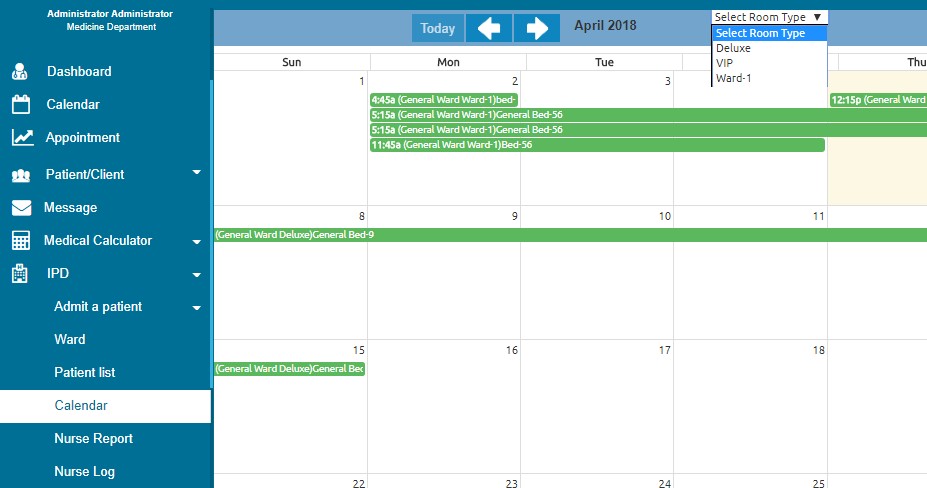 Administrator Administrator
Medicine Department
Dashboard
Calendar
Appointment
Patient/Client
Message
Medical Calculator
IPD
Admit a patient
Ward
Patient list
Calendar
Nurse Report
Nurse Log
Today
April 2018
Select Room Type
Select Room Type
Deluxe
VIP
Ward-1
Sun Mon Tue Thu
1 2 3
4:45a (General Ward Ward-1)bed-
12:15p (General Ward
5:15a (General Ward Ward-1)General Bed-56
5:15a (General Ward Ward-1)General Bed-56
11:45a (General Ward Ward-1)Bed-56
8 9 10 11
(General Ward Deluxe)General Bed-9
15 16 17 18
(General Ward Deluxe)General Bec
22 23 24 25